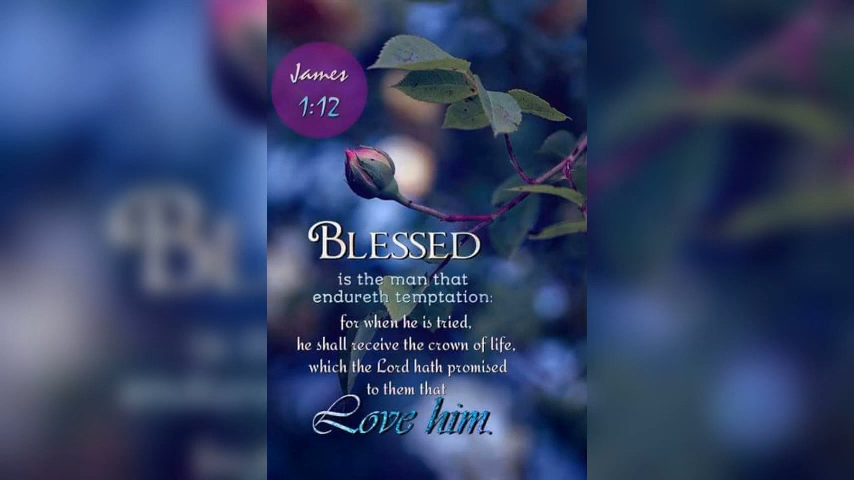 James
1:12
BLESSED
is the man that
endureth temptation:
for when he is tried,
he shall receive the crown of life,
which the Lord hath promised
to them that
Love him.